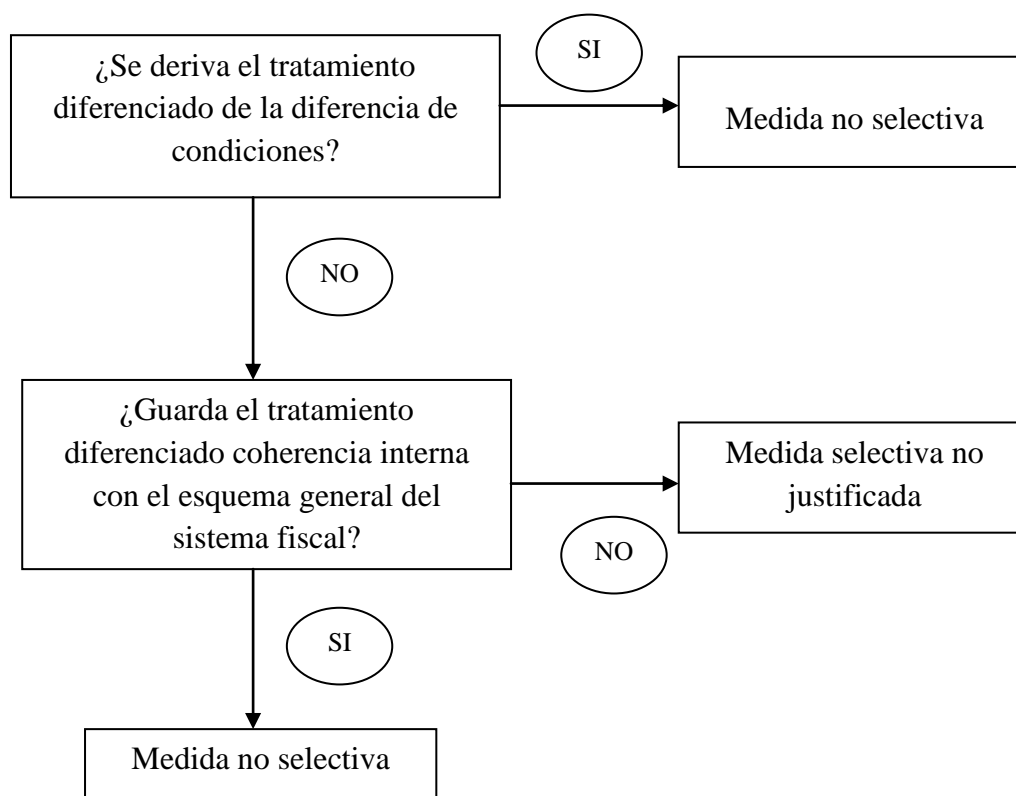 ¿Se deriva el tratamiento
diferenciado de la diferencia de
condiciones?
SI
Medida no selectiva
NO
¿Guarda el tratamiento
diferenciado coherencia interna
con el esquema general del
sistema fiscal?
Medida selectiva no
justificada
NO
SI
Medida no selectiva